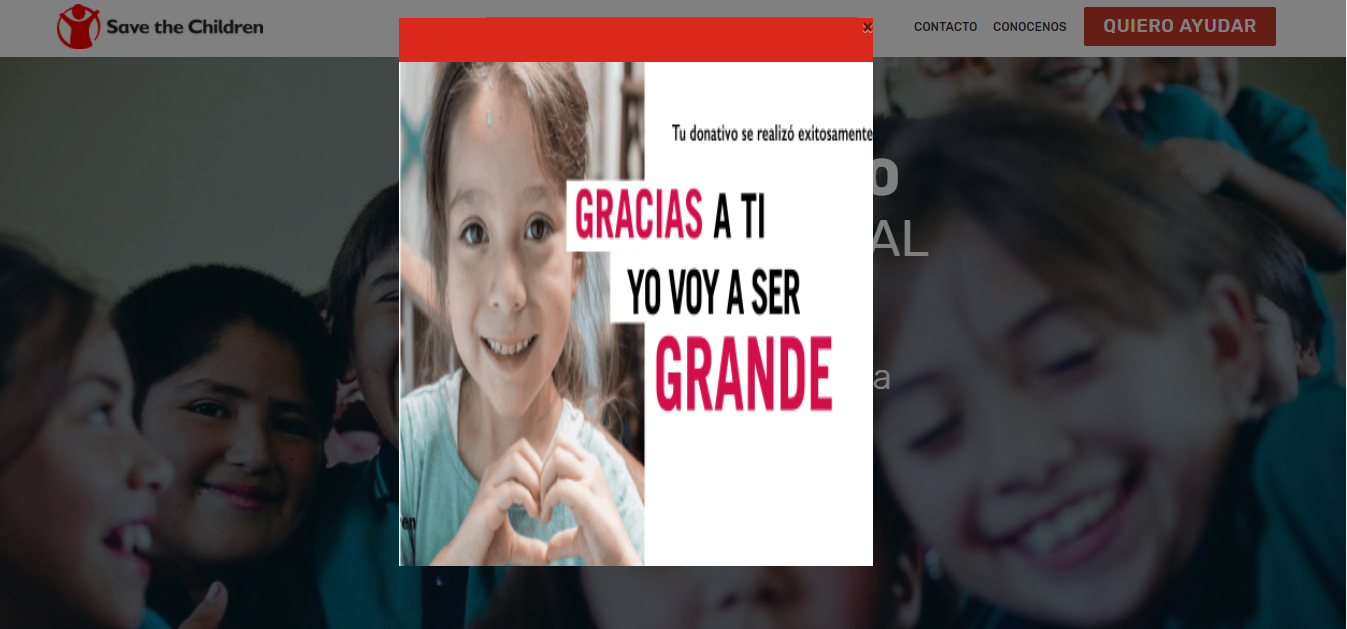 Save the Children
CONTACTO
CONOCENOS
QUIERO AYUDAR
Tu donativo se realizó exitosamente
GRACIAS A TI
YO VOY A SER
GRANDE
o
AL
a
en